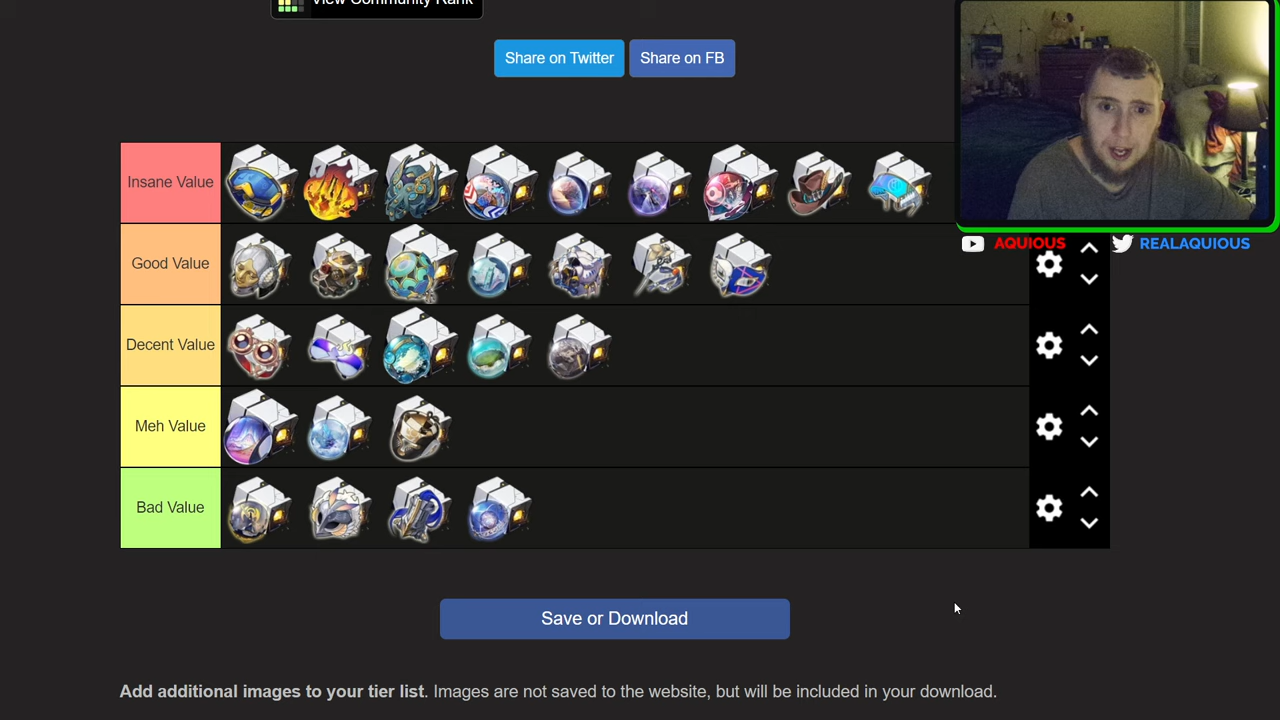 View Community Rank
Share on Twitter
Share on FB
Insane Value
AQUIOUS
REALAQUIOUS
Good Value
Decent Value
Meh Value
Bad Value
Save or Download
Add additional images to your tier list. Images are not saved to the website, but will be included in your download.